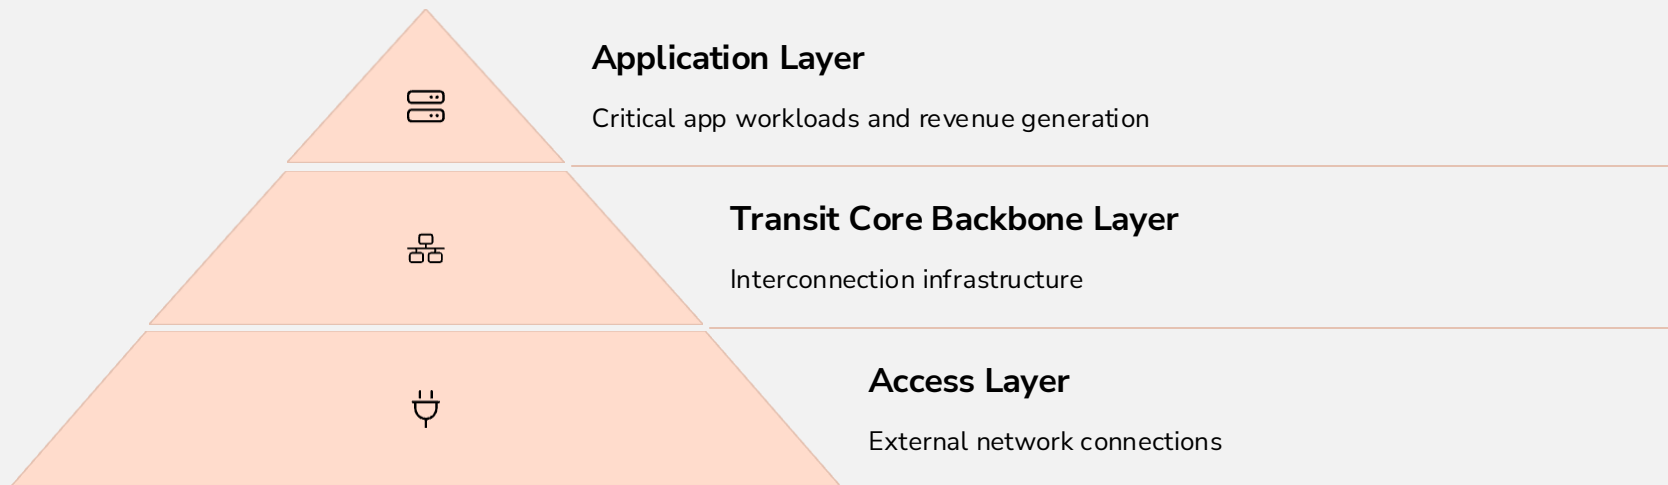 Application Layer
Critical app workloads and revenue generation
Transit Core Backbone Layer
Interconnection infrastructure
Access Layer
External network connections